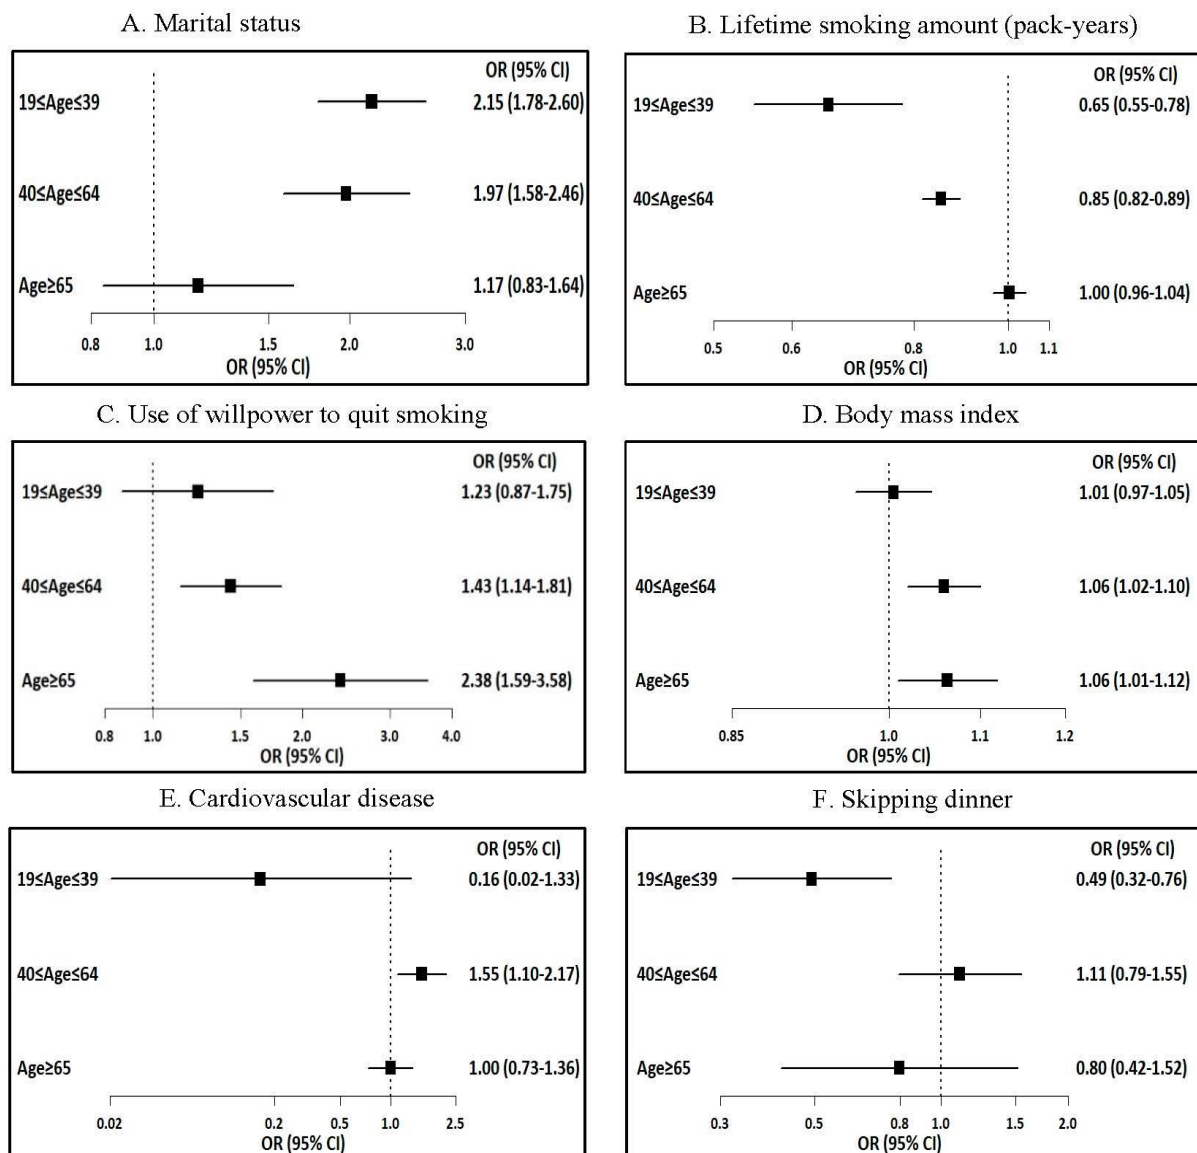 A. Marital status
OR (95% CI)
19≤Age≤39 2.15 (1.78-2.60)
40≤Age≤64 1.97 (1.58-2.46)
Age≥65 1.17 (0.83-1.64)
0.8 1.0 1.5 2.0 3.0
OR (95% CI)
B. Lifetime smoking amount (pack-years)
OR (95% CI)
19≤Age≤39 0.65 (0.55-0.78)
40≤Age≤64 0.85 (0.82-0.89)
Age≥65 1.00 (0.96-1.04)
0.5 0.6 0.8 1.0 1.1
OR (95% CI)
C. Use of willpower to quit smoking
OR (95% CI)
19≤Age≤39 1.23 (0.87-1.75)
40≤Age≤64 1.43 (1.14-1.81)
Age≥65 2.38 (1.59-3.58)
0.8 1.0 1.5 2.0 3.0 4.0
OR (95% CI)
D. Body mass index
OR (95% CI)
19≤Age≤39 1.01 (0.97-1.05)
40≤Age≤64 1.06 (1.02-1.10)
Age≥65 1.06 (1.01-1.12)
0.85 1.0 1.1 1.2
OR (95% CI)
E. Cardiovascular disease
OR (95% CI)
19≤Age≤39 0.16 (0.02-1.33)
40≤Age≤64 1.55 (1.10-2.17)
Age≥65 1.00 (0.73-1.36)
0.02 0.2 0.5 1.0 2.5
OR (95% CI)
F. Skipping dinner
OR (95% CI)
19≤Age≤39 0.49 (0.32-0.76)
40≤Age≤64 1.11 (0.79-1.55)
Age≥65 0.80 (0.42-1.52)
0.3 0.5 0.8 1.0 1.5 2.0
OR (95% CI)